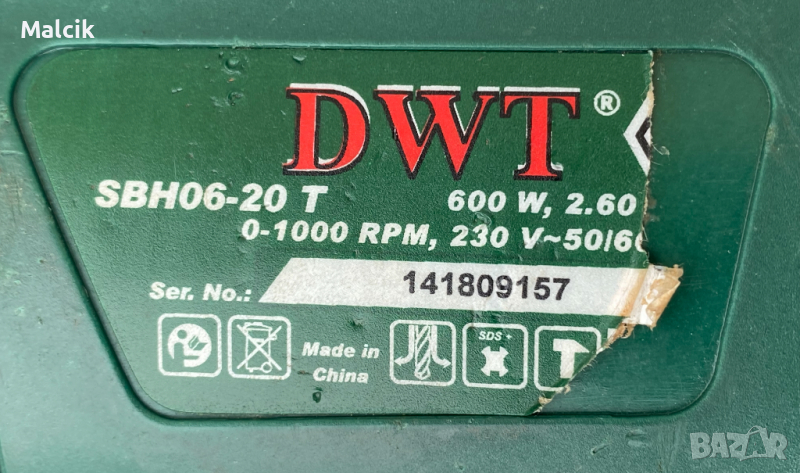 Malcik
DWT®
SBH06-20 T 600 W, 2.60
0-1000 RPM, 230 V~50/6
Ser. No.: 141809157
Made in
China
SDS +
BAZAR